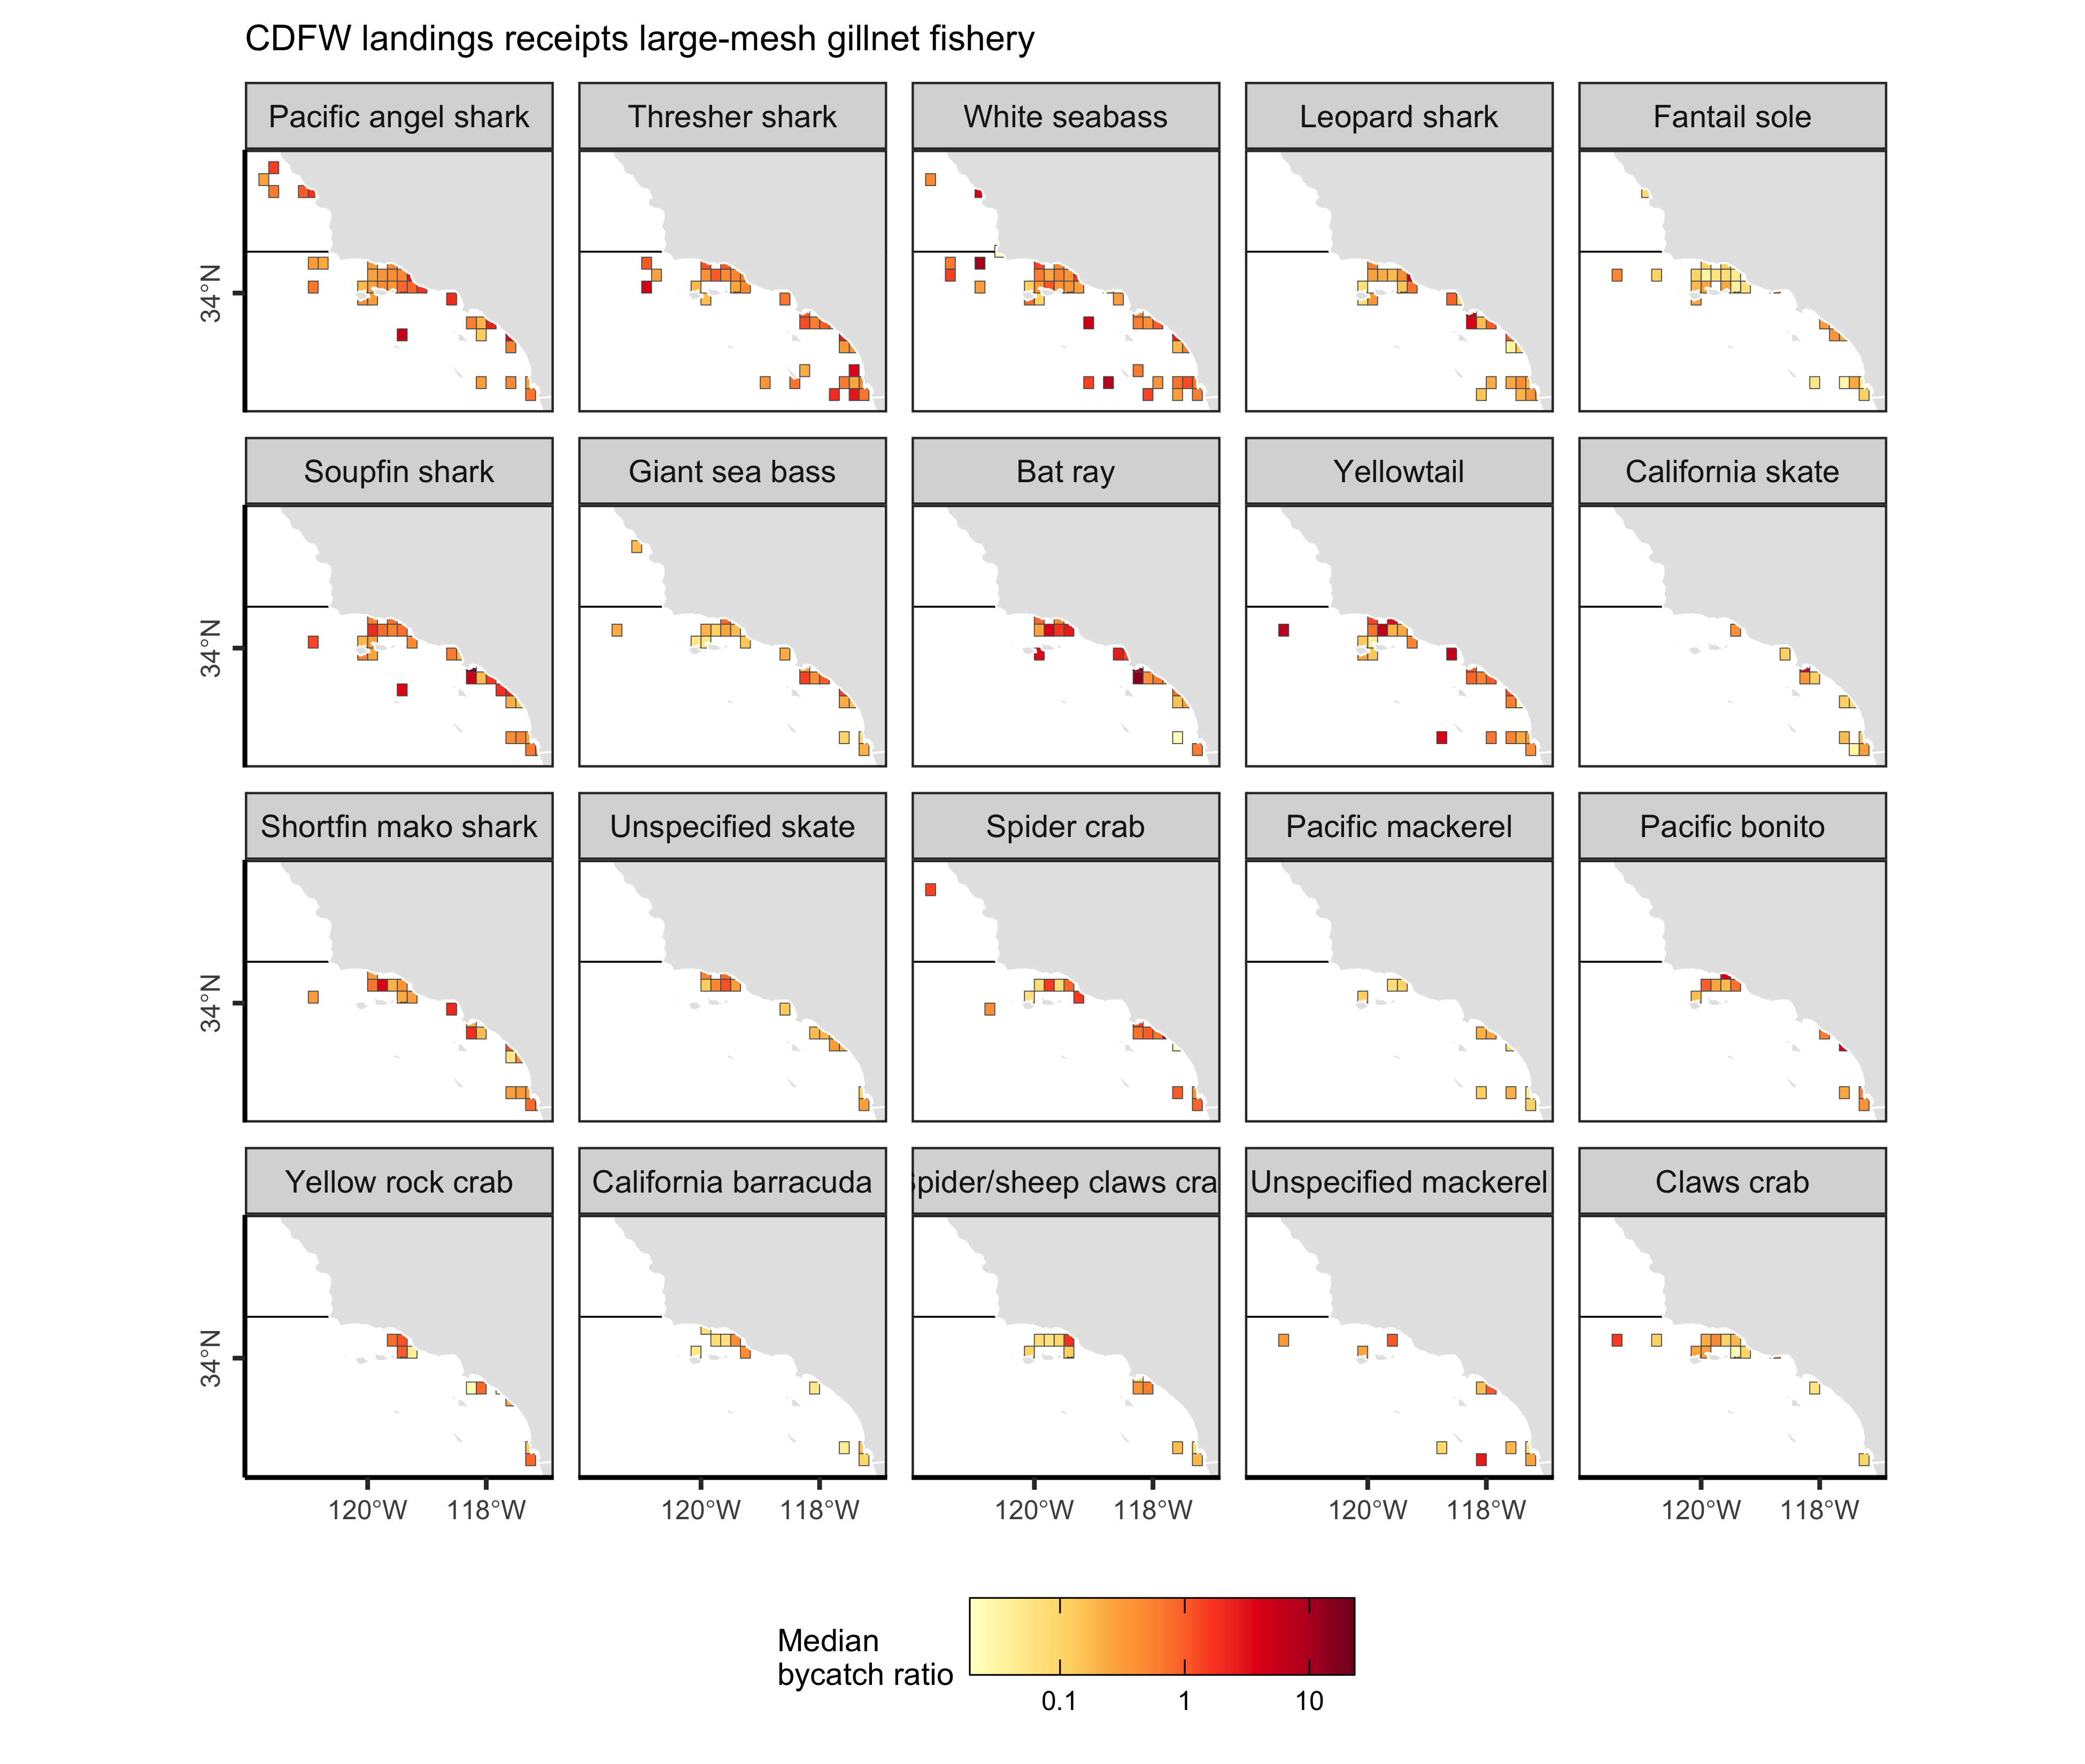 CDFW landings receipts large-mesh gillnet fishery
Pacific angel shark
Thresher shark
White seabass
Leopard shark
Fantail sole
34°N
Soupfin shark
Giant sea bass
Bat ray
Yellowtail
California skate
34°N
Shortfin mako shark
Unspecified skate
Spider crab
Pacific mackerel
Pacific bonito
34°N
Yellow rock crab
California barracuda
pider/sheep claws cra
Unspecified mackerel
Claws crab
34°N
120°W 118°W
120°W 118°W
120°W 118°W
120°W 118°W
120°W 118°W
Median
bycatch ratio
0.1 1 10